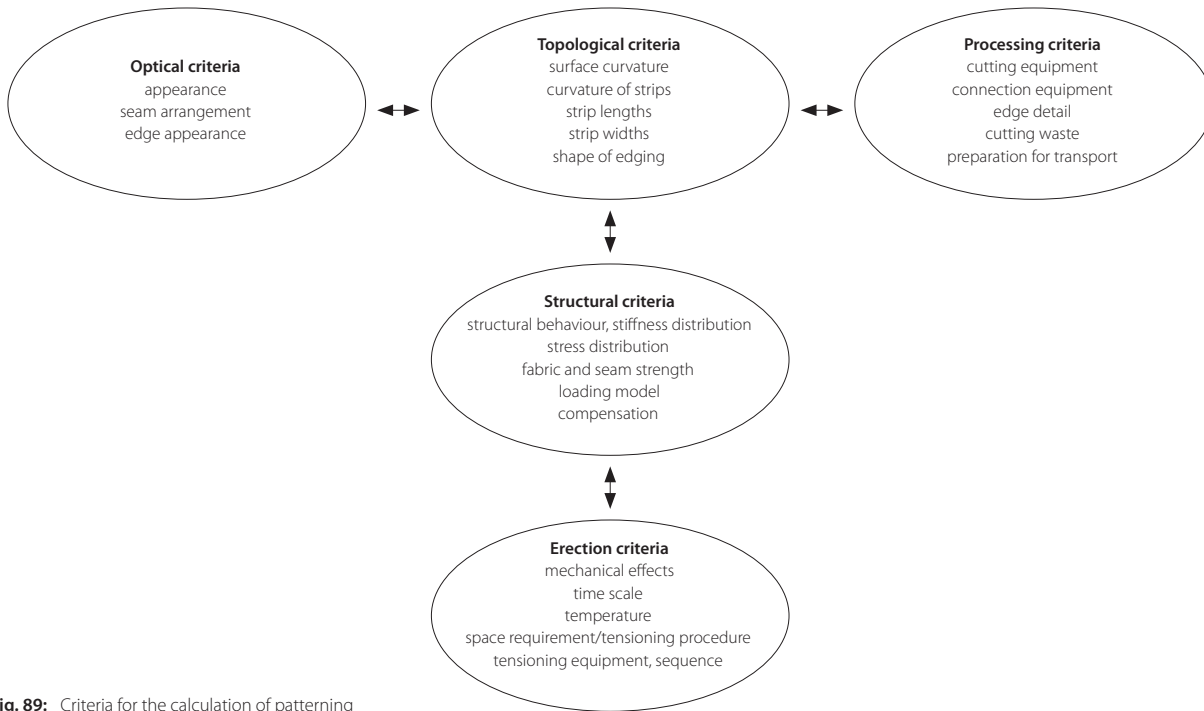 Optical criteria
appearance
seam arrangement
edge appearance
Topological criteria
surface curvature
curvature of strips
strip lengths
strip widths
shape of edging
Processing criteria
cutting equipment
connection equipment
edge detail
cutting waste
preparation for transport
Structural criteria
structural behaviour, stiffness distribution
stress distribution
fabric and seam strength
loading model
compensation
Erection criteria
mechanical effects
time scale
temperature
space requirement/tensioning procedure
tensioning equipment, sequence
ig. 89: Criteria for the calculation of patterning